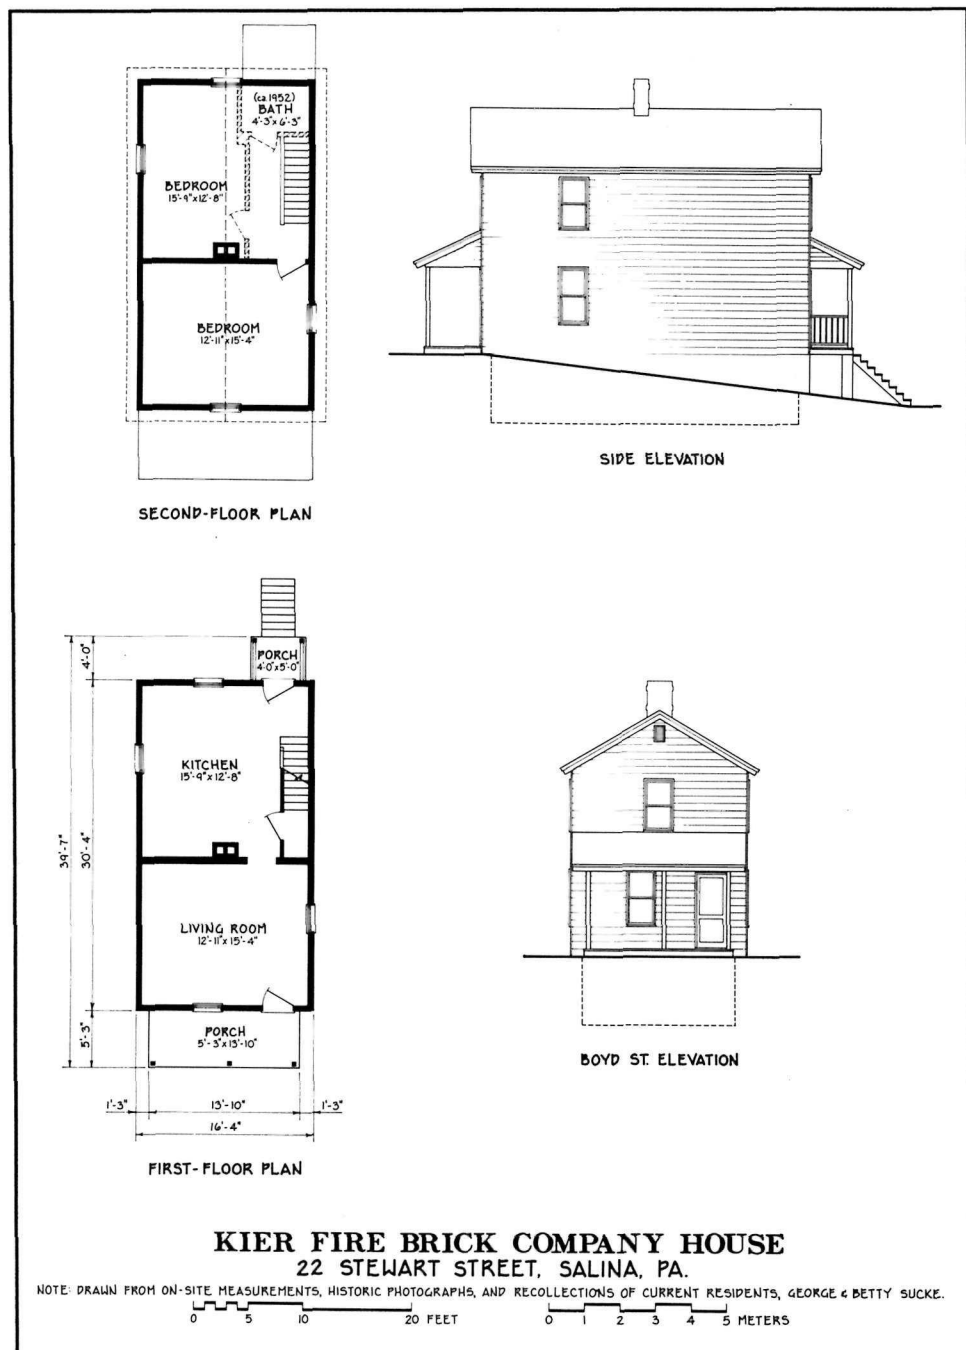 (ca.1952)
BATH
4'-3"x6'-3"
BEDROOM
15'-9"x12'-8"
BEDROOM
12'-11"x15'-4"
SECOND-FLOOR PLAN
SIDE ELEVATION
PORCH
4'-0"x5'-0"
4'-0"
KITCHEN
15'-9"x12'-8"
39'-7"
30'-4"
LIVING ROOM
12'-11"x15'-4"
5'-3"
PORCH
5'-3"x13'-10"
1'-3"
13'-10"
1'-3"
16'-4"
FIRST-FLOOR PLAN
BOYD ST. ELEVATION
KIER FIRE BRICK COMPANY HOUSE
22 STEWART STREET, SALINA, PA.
NOTE: DRAWN FROM ON-SITE MEASUREMENTS, HISTORIC PHOTOGRAPHS, AND RECOLLECTIONS OF CURRENT RESIDENTS, GEORGE & BETTY SUCKE.
0 5 10 20 FEET
0 1 2 3 4 5 METERS